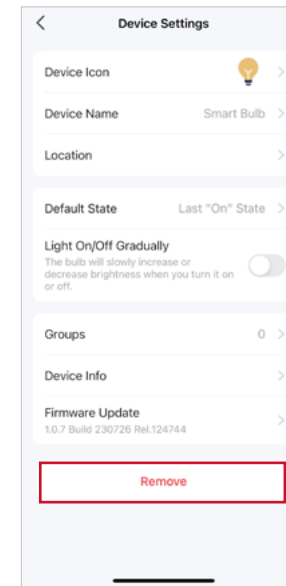 Device Settings
Device Icon
Device Name Smart Bulb
Location
Default State Last "On" State
Light On/Off Gradually
The bulb will slowly increase or
decrease brightness when you turn it on
or off.
Groups 0
Device Info
Firmware Update
1.0.7 Build 230726 Rel.124744
Remove